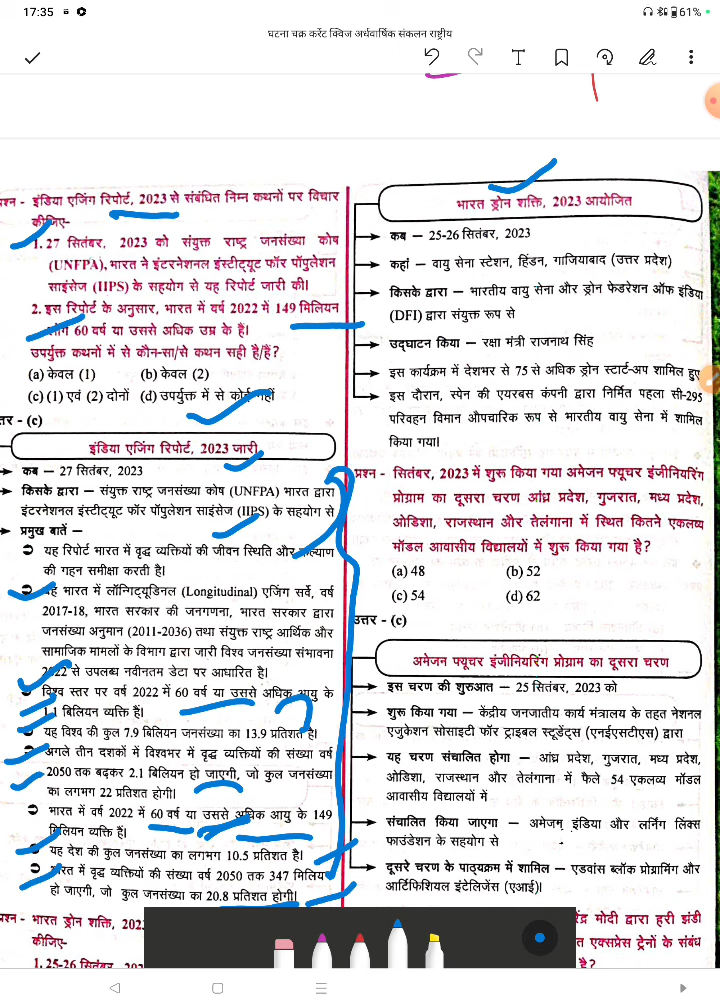 17:35
61%
घटना चक्र करेंट क्विज अर्धवार्षिक संकलन राष्ट्रीय
इंडिया एजिंग रिपोर्ट, 2023 से संबंधित निम्न कथनों पर विचार
कीजिए-
1. 27 सितंबर, 2023 को संयुक्त राष्ट्र जनसंख्या कोष
(UNFPA), भारत ने इंटरनेशनल इंस्टीट्यूट फॉर पॉपुलेशन
साइंसेज (IIPS) के सहयोग से यह रिपोर्ट जारी की।
2. इस रिपोर्ट के अनुसार, भारत में वर्ष 2022 में 149 मिलियन
60 वर्ष या उससे अधिक उम्र के हैं।
उपर्युक्त कथनों में से कौन-सा/से कथन सही है/हैं?
(a) केवल (1) (b) केवल (2)
(c) (1) एवं (2) दोनों (d) उपर्युक्त में से कोई नहीं
तर - (c)
इंडिया एजिंग रिपोर्ट, 2023 जारी
कब – 27 सितंबर, 2023
किसके द्वारा – संयुक्त राष्ट्र जनसंख्या कोष (UNFPA) भारत द्वारा
इंटरनेशनल इंस्टीट्यूट फॉर पॉपुलेशन साइंसेज (IIPS) के सहयोग से
प्रमुख बातें –
यह रिपोर्ट भारत में वृद्ध व्यक्तियों की जीवन स्थिति और कल्याण
की गहन समीक्षा करती है।
यह भारत में लॉन्गिट्यूडिनल (Longitudinal) एजिंग सर्वे, वर्ष
2017-18, भारत सरकार की जनगणना, भारत सरकार द्वारा
जनसंख्या अनुमान (2011-2036) तथा संयुक्त राष्ट्र आर्थिक और
सामाजिक मामलों के विभाग द्वारा जारी विश्व जनसंख्या संभावना
2022 से उपलब्ध नवीनतम डेटा पर आधारित है।
विश्व स्तर पर वर्ष 2022 में 60 वर्ष या उससे अधिक आयु के
1.1 बिलियन व्यक्ति हैं।
यह विश्व की कुल 7.9 बिलियन जनसंख्या का 13.9 प्रतिशत है।
अगले तीन दशकों में विश्वभर में वृद्ध व्यक्तियों की संख्या वर्ष
2050 तक बढ़कर 2.1 बिलियन हो जाएगी, जो कुल जनसंख्या
का लगभग 22 प्रतिशत होगी।
भारत में वर्ष 2022 में 60 वर्ष या उससे अधिक आयु के 149
मिलियन व्यक्ति हैं।
यह देश की कुल जनसंख्या का लगभग 10.5 प्रतिशत है।
भारत में वृद्ध व्यक्तियों की संख्या वर्ष 2050 तक 347 मिलियन
हो जाएगी, जो कुल जनसंख्या का 20.8 प्रतिशत होगी।
भारत ड्रोन शक्ति,
कीजिए-
1. 25-26 सितंबर,
भारत ड्रोन शक्ति, 2023 आयोजित
कब – 25-26 सितंबर, 2023
कहां – वायु सेना स्टेशन, हिंडन, गाजियाबाद (उत्तर प्रदेश)
किसके द्वारा – भारतीय वायु सेना और ड्रोन फेडरेशन ऑफ इंडिया
(DFI) द्वारा संयुक्त रूप से
उद्घाटन किया – रक्षा मंत्री राजनाथ सिंह
इस कार्यक्रम में देशभर से 75 से अधिक ड्रोन स्टार्ट-अप शामिल हुए
इस दौरान, स्पेन की एयरबस कंपनी द्वारा निर्मित पहला सी-295
परिवहन विमान औपचारिक रूप से भारतीय वायु सेना में शामिल
किया गया।
प्रश्न - सितंबर, 2023 में शुरू किया गया अमेजन फ्यूचर इंजीनियरिंग
प्रोग्राम का दूसरा चरण आंध्र प्रदेश, गुजरात, मध्य प्रदेश,
ओडिशा, राजस्थान और तेलंगाना में स्थित कितने एकलव्य
मॉडल आवासीय विद्यालयों में शुरू किया गया है?
(a) 48 (b) 52
(c) 54 (d) 62
उत्तर - (c)
अमेजन फ्यूचर इंजीनियरिंग प्रोग्राम का दूसरा चरण
इस चरण की शुरुआत – 25 सितंबर, 2023 को
शुरू किया गया – केंद्रीय जनजातीय कार्य मंत्रालय के तहत नेशनल
एजुकेशन सोसाइटी फॉर ट्राइबल स्टूडेंट्स (एनईएसटीएस) द्वारा
यह चरण संचालित होगा – आंध्र प्रदेश, गुजरात, मध्य प्रदेश,
ओडिशा, राजस्थान और तेलंगाना में फैले 54 एकलव्य मॉडल
आवासीय विद्यालयों में
संचालित किया जाएगा – अमेजन इंडिया और लर्निंग लिंक्स
फाउंडेशन के सहयोग से
दूसरे चरण के पाठ्यक्रम में शामिल – एडवांस ब्लॉक प्रोग्रामिंग और
आर्टिफिशियल इंटेलिजेंस (एआई)।
मोदी द्वारा हरी झंडी
एक्सप्रेस ट्रेनों के संबंध
है?